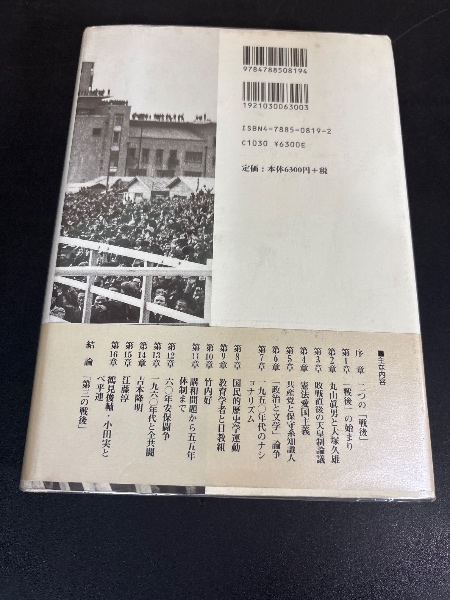 9784788508194
1921030063003
ISBN4-7885-0819-2
C1030 ¥6300E
定価：本体6300円＋税
■主な内容
序 章 二つの「戦後」
第1章 「戦後」の始まり
第2章 丸山眞男と大塚久雄
第3章 敗戦直後の天皇制論議
第4章 憲法愛国主義
第5章 共産党と保守系知識人
第6章 「政治と文学」論争
第7章 一九五〇年代のナシ
ョナリズム
第8章 国民的歴史学運動
第9章 教育学者と日教組
第10章 竹内好
第11章 講和問題から五五年
体制まで
第12章 六〇年安保闘争
第13章 一九六〇年代と全共闘
第14章 吉本隆明
第15章 江藤淳
第16章 鶴見俊輔・小田実と
ベ平連
結 論 「第三の戦後」